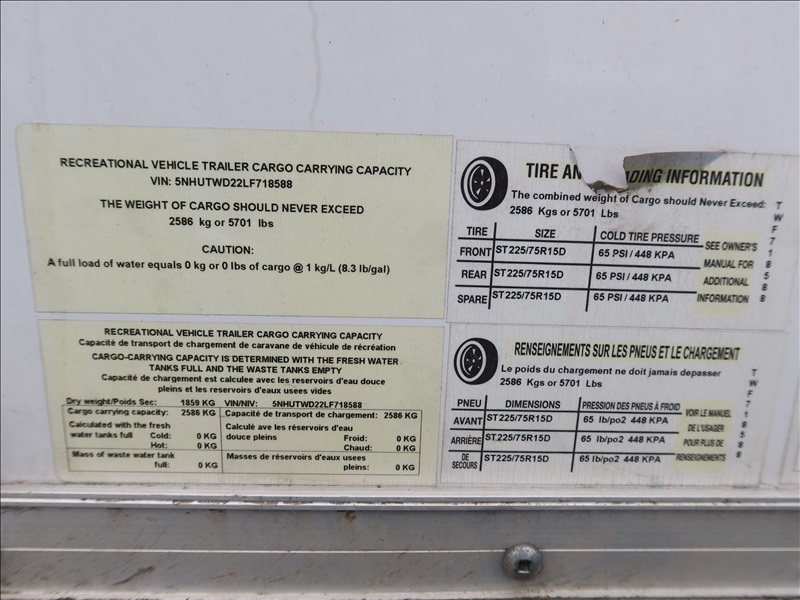 RECREATIONAL VEHICLE TRAILER CARGO CARRYING CAPACITY
VIN: 5NHUTWD22LF718588
THE WEIGHT OF CARGO SHOULD NEVER EXCEED
2586 kg or 5701 lbs
CAUTION:
A full load of water equals 0 kg or 0 lbs of cargo @ 1 kg/L (8.3 lb/gal)
TIRE INFORMATION
The combined weight of Cargo should Never Exceed:
2586 Kgs or 5701 Lbs
TIRE SIZE COLD TIRE PRESSURE SEE OWNER'S
FRONT ST225/75R15D 65 PSI / 448 KPA MANUAL FOR
REAR ST225/75R15D 65 PSI / 448 KPA ADDITIONAL
SPARE ST225/75R15D 65 PSI / 448 KPA INFORMATION
TWF718588
RECREATIONAL VEHICLE TRAILER CARGO CARRYING CAPACITY
Capacité de transport de chargement de caravane de véhicule de récréation
CARGO-CARRYING CAPACITY IS DETERMINED WITH THE FRESH WATER
TANKS FULL AND THE WASTE TANKS EMPTY
Capacité de chargement est calculee avec les reservoirs d'eau douce
pleins et les reservoirs d'eaux usees vides
Dry weight/Poids Sec: 1859 KG VIN/NIV: 5NHUTWD22LF718588
Cargo carrying capacity: 2586 KG Capacité de transport de chargement: 2586 KG
Calculated with the fresh Calculé ave les réservoirs d'eau
water tanks full Cold: 0 KG douce pleins Froid: 0 KG
Hot: 0 KG Chaud: 0 KG
Mass of waste water tank Masses de réservoirs d'eaux usees
full: 0 KG pleins: 0 KG
RENSEIGNEMENTS SUR LES PNEUS ET LE CHARGEMENT
Le poids du chargement ne doit jamais depasser
2586 Kgs or 5701 Lbs
PNEU DIMENSIONS PRESSION DES PNEUS À FROID VOIR LE MANUEL
AVANT ST225/75R15D 65 lb/po2 448 KPA DE L'USAGER
ARRIÈRE ST225/75R15D 65 lb/po2 448 KPA POUR PLUS DE
DE SECOURS ST225/75R15D 65 lb/po2 448 KPA RENSEIGNEMENTS
TWF718588